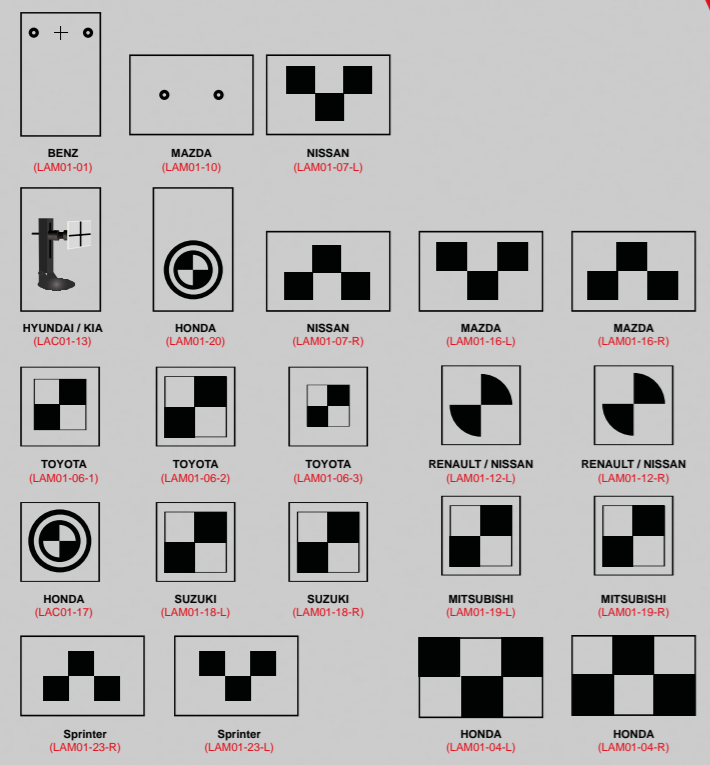 BENZ
(LAM01-01)
MAZDA
(LAM01-10)
NISSAN
(LAM01-07-L)
HYUNDAI / KIA
(LAC01-13)
HONDA
(LAM01-20)
NISSAN
(LAM01-07-R)
MAZDA
(LAM01-16-L)
MAZDA
(LAM01-16-R)
TOYOTA
(LAM01-06-1)
TOYOTA
(LAM01-06-2)
TOYOTA
(LAM01-06-3)
RENAULT / NISSAN
(LAM01-12-L)
RENAULT / NISSAN
(LAM01-12-R)
HONDA
(LAC01-17)
SUZUKI
(LAM01-18-L)
SUZUKI
(LAM01-18-R)
MITSUBISHI
(LAM01-19-L)
MITSUBISHI
(LAM01-19-R)
Sprinter
(LAM01-23-R)
Sprinter
(LAM01-23-L)
HONDA
(LAM01-04-L)
HONDA
(LAM01-04-R)